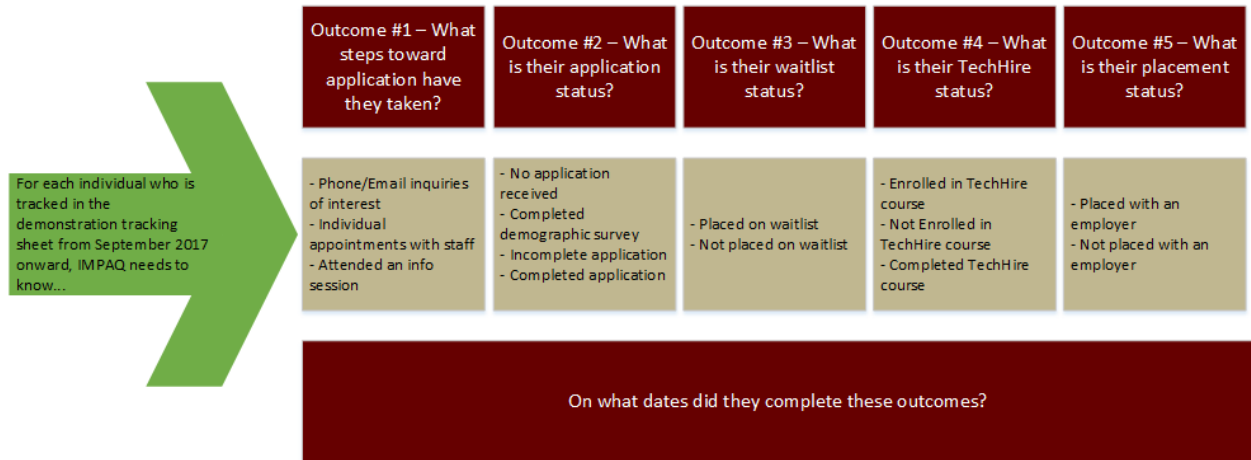 For each individual who is
tracked in the
demonstration tracking
sheet from September 2017
onward, IMPAQ needs to
know...
Outcome #1 – What
steps toward
application have
they taken?
- Phone/Email inquiries
of interest
- Individual
appointments with staff
- Attended an info
session
Outcome #2 – What
is their application
status?
- No application
received
- Completed
demographic survey
- Incomplete application
- Completed application
Outcome #3 – What
is their waitlist
status?
- Placed on waitlist
- Not placed on waitlist
Outcome #4 – What
is their TechHire
status?
- Enrolled in TechHire
course
- Not Enrolled in
TechHire course
- Completed TechHire
course
Outcome #5 – What
is their placement
status?
- Placed with an
employer
- Not placed with an
employer
On what dates did they complete these outcomes?